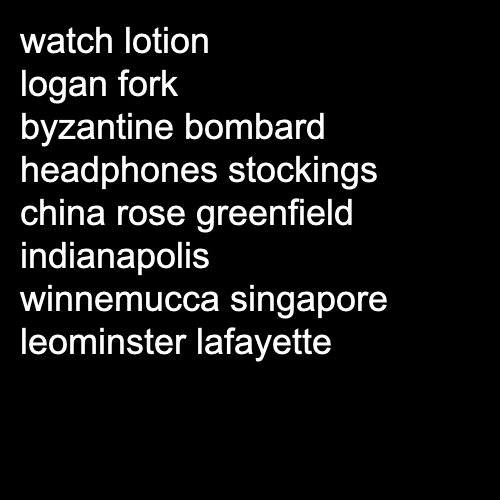 watch lotion
logan fork
byzantine bombard
headphones stockings
china rose greenfield
indianapolis
winnemucca singapore
leominster lafayette